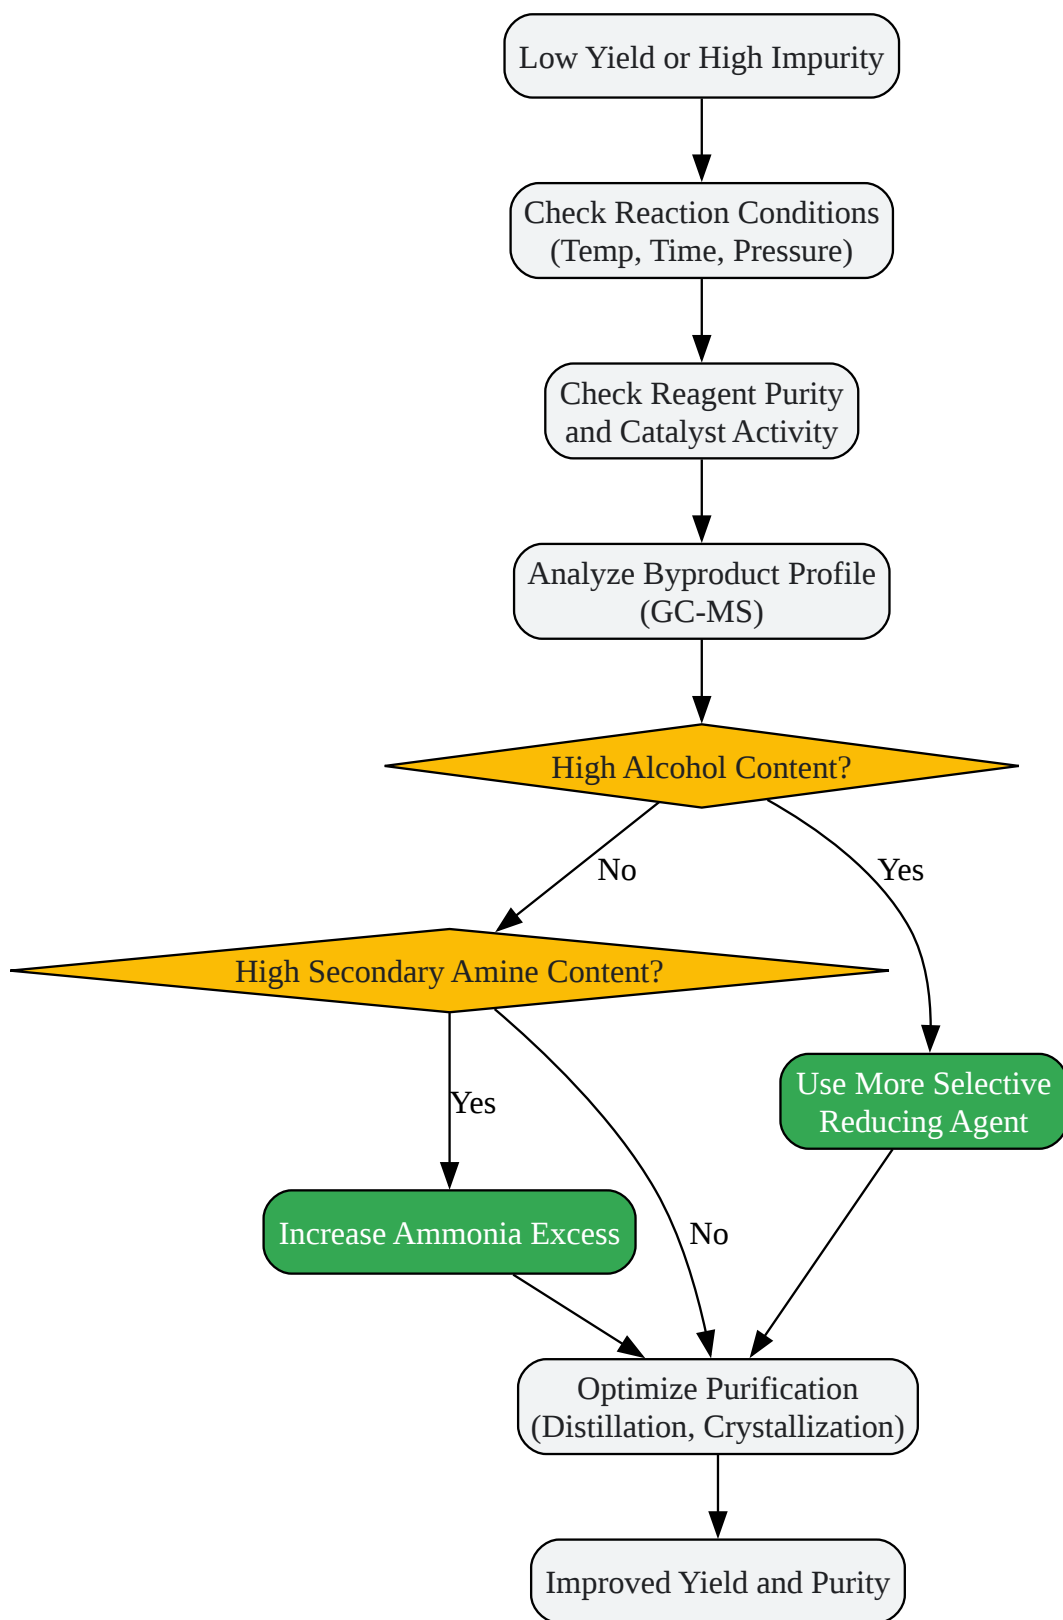 Low Yield or High Impurity
Check Reaction Conditions
(Temp, Time, Pressure)
Check Reagent Purity
and Catalyst Activity
Analyze Byproduct Profile
(GC-MS)
High Alcohol Content?
No
Yes
High Secondary Amine Content?
Use More Selective
Reducing Agent
Yes
Increase Ammonia Excess
No
Optimize Purification
(Distillation, Crystallization)
Improved Yield and Purity